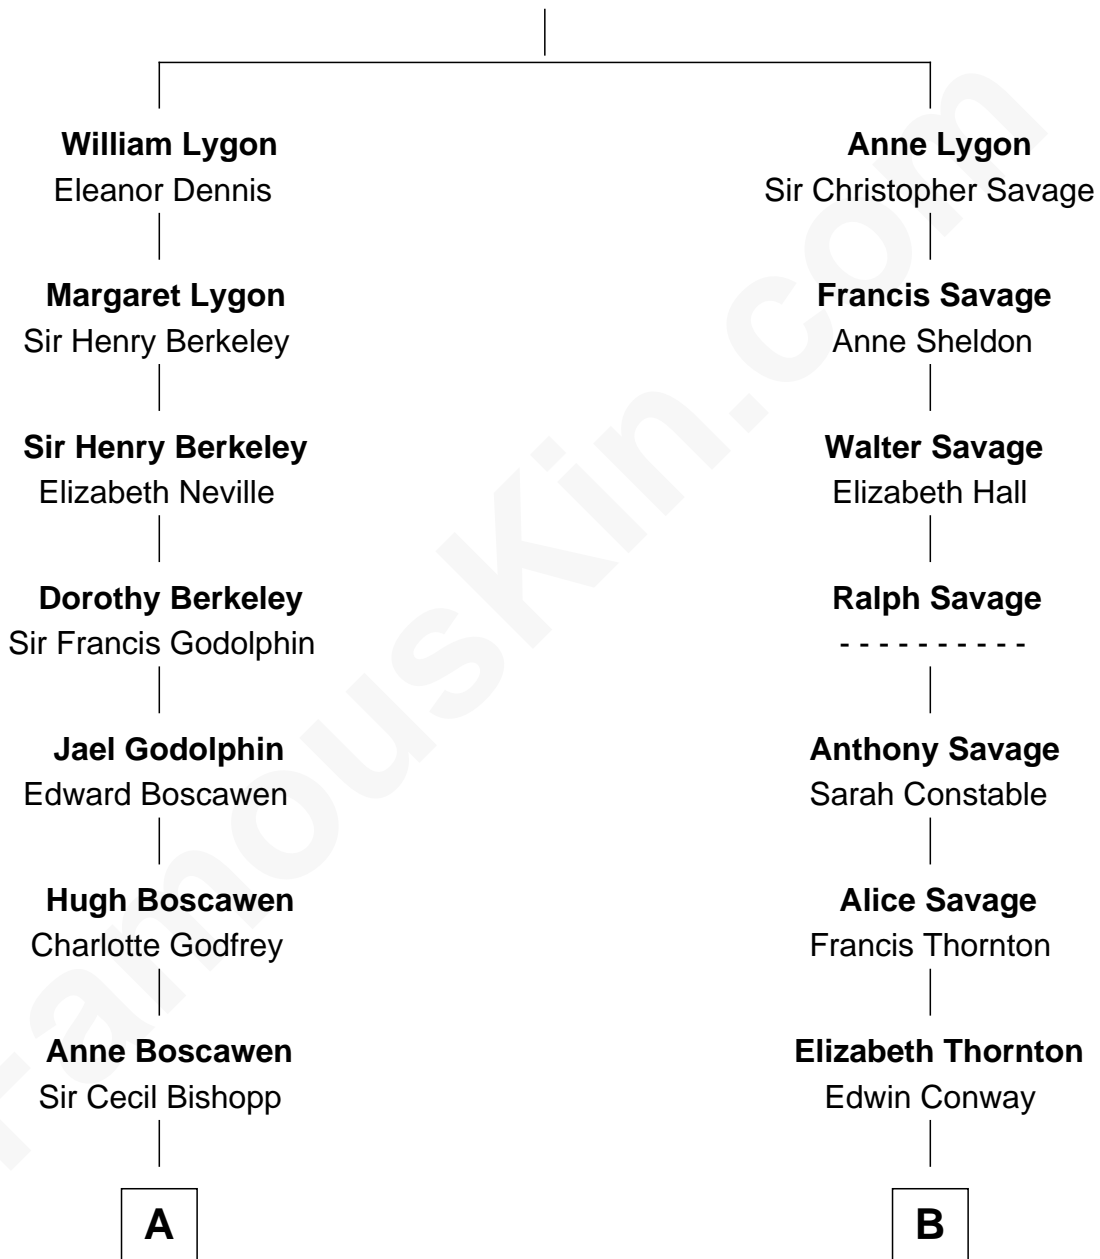 William Lygon
Eleanor Dennis
Margaret Lygon
Sir Henry Berkeley
Sir Henry Berkeley
Elizabeth Neville
Dorothy Berkeley
Sir Francis Godolphin
Jael Godolphin
Edward Boscawen
Hugh Boscawen
Charlotte Godfrey
Anne Boscawen
Sir Cecil Bishopp
A
Anne Lygon
Sir Christopher Savage
Francis Savage
Anne Sheldon
Walter Savage
Elizabeth Hall
Ralph Savage
- - - - - - - - - -
Anthony Savage
Sarah Constable
Alice Savage
Francis Thornton
Elizabeth Thornton
Edwin Conway
B
FamousKin.com